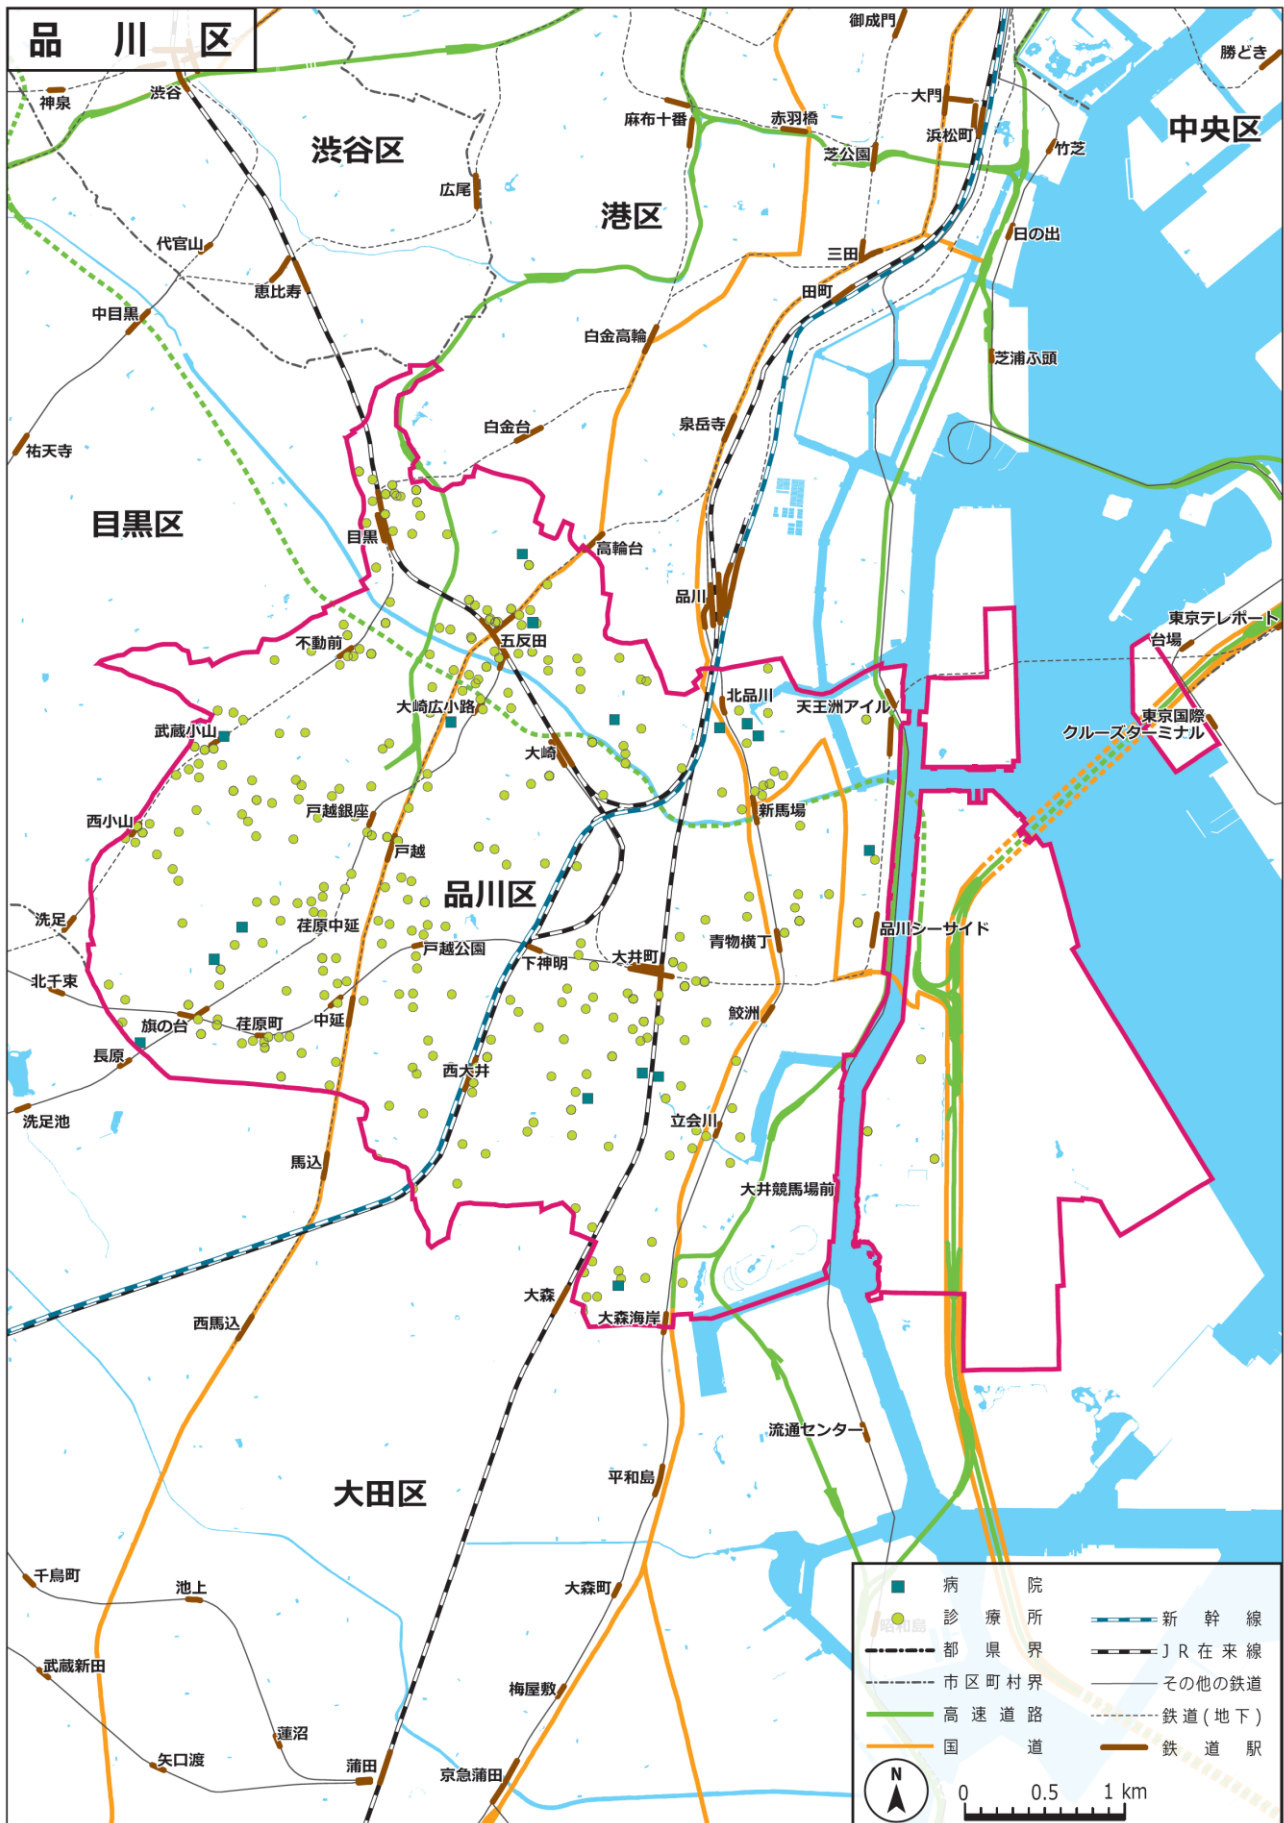 品川区
御成門
勝どき
神泉
渋谷
大門
麻布十番
赤羽橋
浜松町
中央区
渋谷区
芝公園
竹芝
広尾
港区
代官山
三田
日の出
恵比寿
田町
中目黒
白金高輪
芝浦ふ頭
白金台
泉岳寺
祐天寺
目黒区
目黒
高輪台
品川
東京テレポート
台場
不動前
五反田
北品川
大崎広小路
天王洲アイル
東京国際
クルーズターミナル
武蔵小山
大崎
戸越銀座
新馬場
西小山
戸越
品川区
洗足
荏原中延
品川シーサイド
戸越公園
青物横丁
下神明
大井町
北千束
旗の台
荏原町
中延
鮫洲
長原
西大井
洗足池
立会川
馬込
大井競馬場前
大森
西馬込
大森海岸
流通センター
平和島
大田区
千鳥町
池上
大森町
昭和島
武蔵新田
梅屋敷
蓮沼
矢口渡
蒲田
京急蒲田
病院
診療所
都県界
市区町村界
高速道路
国道
新幹線
JR在来線
その他の鉄道
鉄道(地下)
鉄道駅
N
0 0.5 1 km